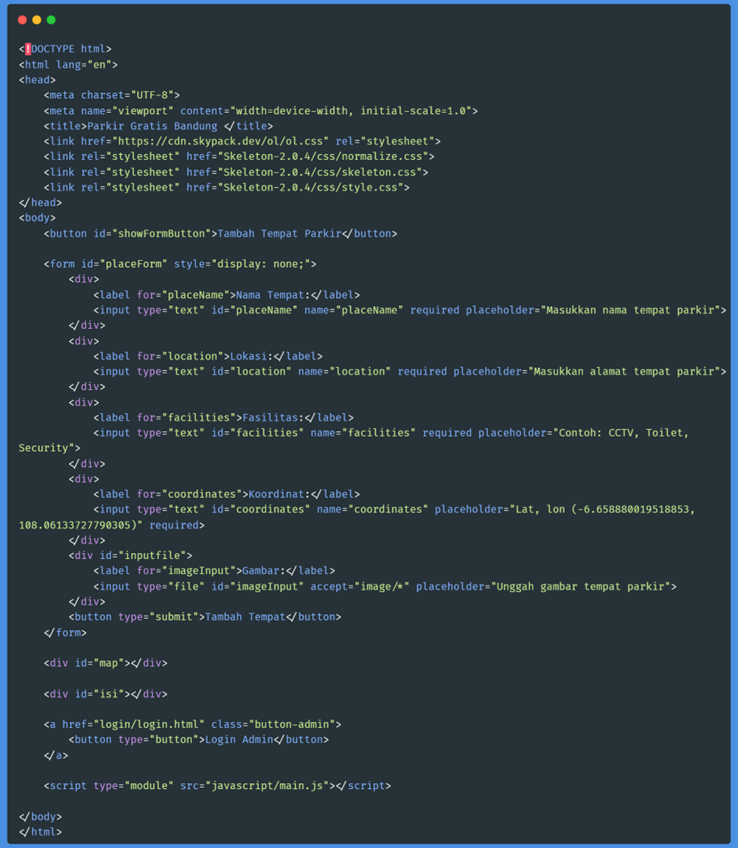 <!DOCTYPE html>
<html lang="en">
<head>
    <meta charset="UTF-8">
    <meta name="viewport" content="width=device-width, initial-scale=1.0">
    <title>Parkir Gratis Bandung </title>
    <link href="https://cdn.skypack.dev/ol/ol.css" rel="stylesheet">
    <link rel="stylesheet" href="Skeleton-2.0.4/css/normalize.css">
    <link rel="stylesheet" href="Skeleton-2.0.4/css/skeleton.css">
    <link rel="stylesheet" href="Skeleton-2.0.4/css/style.css">
</head>
<body>
    <button id="showFormButton">Tambah Tempat Parkir</button>
    <form id="placeForm" style="display: none;">
        <div>
            <label for="placeName">Nama Tempat:</label>
            <input type="text" id="placeName" name="placeName" required placeholder="Masukkan nama tempat parkir">
        </div>
        <div>
            <label for="location">Lokasi:</label>
            <input type="text" id="location" name="location" required placeholder="Masukkan alamat tempat parkir">
        </div>
        <div>
            <label for="facilities">Fasilitas:</label>
            <input type="text" id="facilities" name="facilities" required placeholder="Contoh: CCTV, Toilet,
Security">
        </div>
        <div>
            <label for="coordinates">Koordinat:</label>
            <input type="text" id="coordinates" name="coordinates" placeholder="Lat, lon (-6.658880019518853,
108.06133727790305)" required>
        </div>
        <div id="inputfile">
            <label for="imageInput">Gambar:</label>
            <input type="file" id="imageInput" accept="image/*" placeholder="Unggah gambar tempat parkir">
        </div>
        <button type="submit">Tambah Tempat</button>
    </form>
    <div id="map"></div>
    <div id="isi"></div>
    <a href="login/login.html" class="button-admin">
        <button type="button">Login Admin</button>
    </a>
    <script type="module" src="javascript/main.js"></script>
</body>
</html>